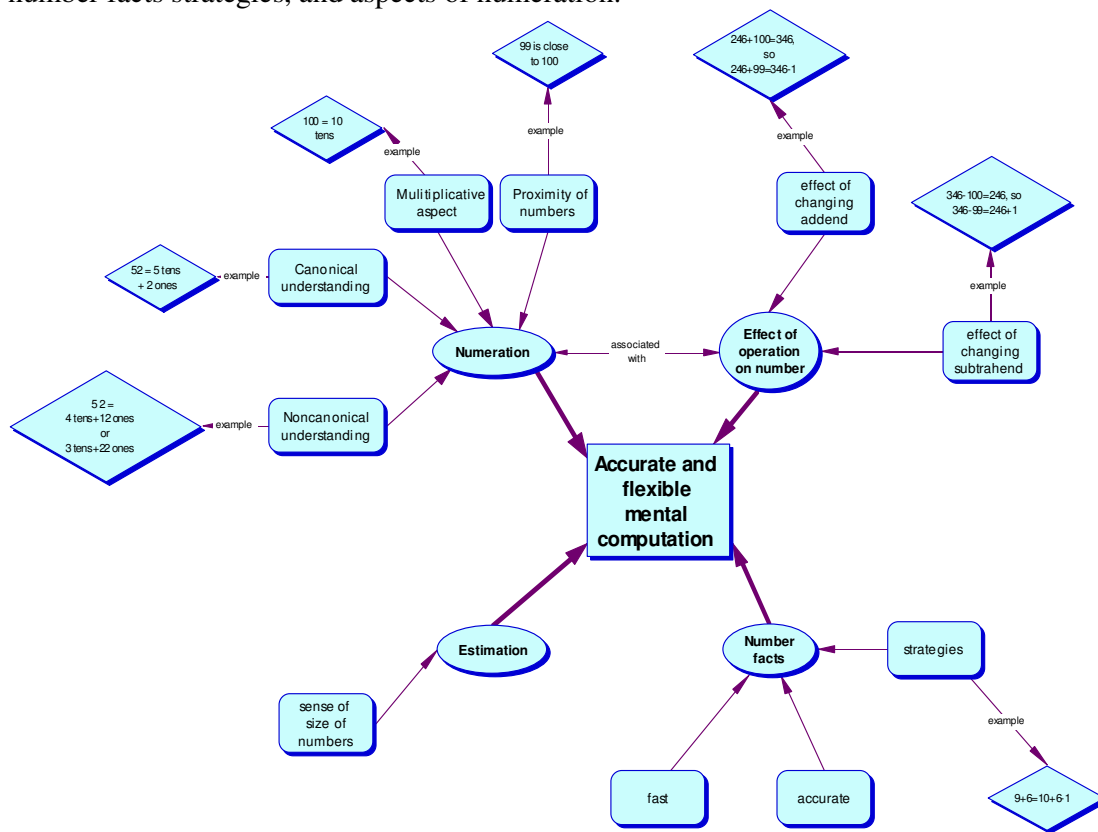 number facts strategies, and aspects of numeration.
99 is close
to 100
246+100=346,
so
246+99=346-1
100 = 10
tens
example
example
example
Mulitiplicative
aspect
Proximity of
numbers
effect of
changing
addend
346-100=246, so
346-99=246+1
52 = 5 tens
+ 2 ones
example
Canonical
understanding
example
Numeration
associated
with
Effect of
operation
on number
effect of
changing
subtrahend
52 =
4 tens+12 ones
or
3 tens+22 ones
example
Noncanonical
understanding
Accurate and
flexible
mental
computation
Estimation
Number
facts
strategies
sense of
size of
numbers
example
fast
accurate
9+6=10+6-1